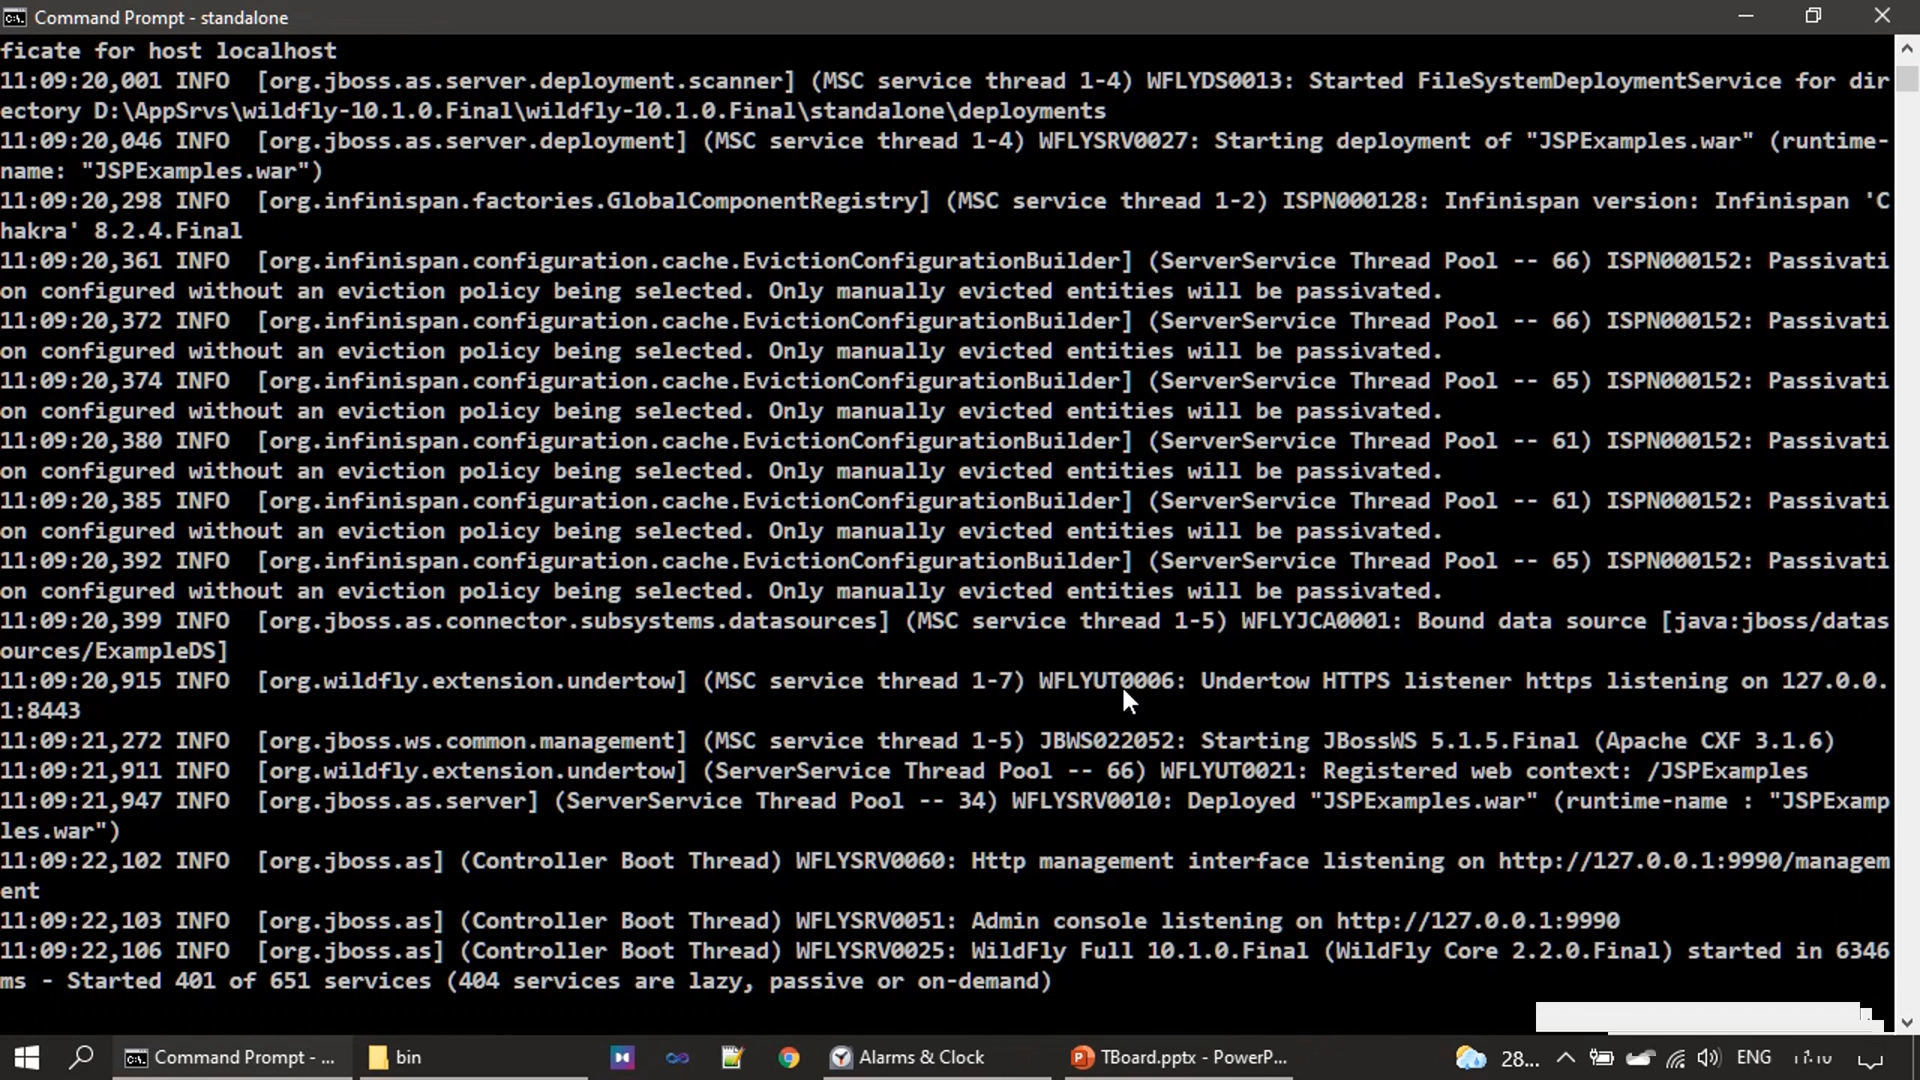 Command Prompt - standalone
ficate for host localhost
11:09:20,001 INFO  [org.jboss.as.server.deployment.scanner] (MSC service thread 1-4) WFLYDS0013: Started FileSystemDeploymentService for dir
ectory D:\AppSrvs\wildfly-10.1.0.Final\wildfly-10.1.0.Final\standalone\deployments
11:09:20,046 INFO  [org.jboss.as.server.deployment] (MSC service thread 1-4) WFLYSRV0027: Starting deployment of "JSPExamples.war" (runtime-
name: "JSPExamples.war")
11:09:20,298 INFO  [org.infinispan.factories.GlobalComponentRegistry] (MSC service thread 1-2) ISPN000128: Infinispan version: Infinispan 'C
hakra' 8.2.4.Final
11:09:20,361 INFO  [org.infinispan.configuration.cache.EvictionConfigurationBuilder] (ServerService Thread Pool -- 66) ISPN000152: Passivati
on configured without an eviction policy being selected. Only manually evicted entities will be passivated.
11:09:20,372 INFO  [org.infinispan.configuration.cache.EvictionConfigurationBuilder] (ServerService Thread Pool -- 66) ISPN000152: Passivati
on configured without an eviction policy being selected. Only manually evicted entities will be passivated.
11:09:20,374 INFO  [org.infinispan.configuration.cache.EvictionConfigurationBuilder] (ServerService Thread Pool -- 65) ISPN000152: Passivati
on configured without an eviction policy being selected. Only manually evicted entities will be passivated.
11:09:20,380 INFO  [org.infinispan.configuration.cache.EvictionConfigurationBuilder] (ServerService Thread Pool -- 61) ISPN000152: Passivati
on configured without an eviction policy being selected. Only manually evicted entities will be passivated.
11:09:20,385 INFO  [org.infinispan.configuration.cache.EvictionConfigurationBuilder] (ServerService Thread Pool -- 61) ISPN000152: Passivati
on configured without an eviction policy being selected. Only manually evicted entities will be passivated.
11:09:20,392 INFO  [org.infinispan.configuration.cache.EvictionConfigurationBuilder] (ServerService Thread Pool -- 65) ISPN000152: Passivati
on configured without an eviction policy being selected. Only manually evicted entities will be passivated.
11:09:20,399 INFO  [org.jboss.as.connector.subsystems.datasources] (MSC service thread 1-5) WFLYJCA0001: Bound data source [java:jboss/datas
ources/ExampleDS]
11:09:20,915 INFO  [org.wildfly.extension.undertow] (MSC service thread 1-7) WFLYUT0006: Undertow HTTPS listener https listening on 127.0.0.
1:8443
11:09:21,272 INFO  [org.jboss.ws.common.management] (MSC service thread 1-5) JBWS022052: Starting JBossWS 5.1.5.Final (Apache CXF 3.1.6)
11:09:21,911 INFO  [org.wildfly.extension.undertow] (ServerService Thread Pool -- 66) WFLYUT0021: Registered web context: /JSPExamples
11:09:21,947 INFO  [org.jboss.as.server] (ServerService Thread Pool -- 34) WFLYSRV0010: Deployed "JSPExamples.war" (runtime-name : "JSPExamp
les.war")
11:09:22,102 INFO  [org.jboss.as] (Controller Boot Thread) WFLYSRV0060: Http management interface listening on http://127.0.0.1:9990/managem
ent
11:09:22,103 INFO  [org.jboss.as] (Controller Boot Thread) WFLYSRV0051: Admin console listening on http://127.0.0.1:9990
11:09:22,106 INFO  [org.jboss.as] (Controller Boot Thread) WFLYSRV0025: WildFly Full 10.1.0.Final (WildFly Core 2.2.0.Final) started in 6346
ms - Started 401 of 651 services (404 services are lazy, passive or on-demand)
Command Prompt - ... bin Alarms & Clock TBoard.pptx - PowerP... 28... ENG ११:१०